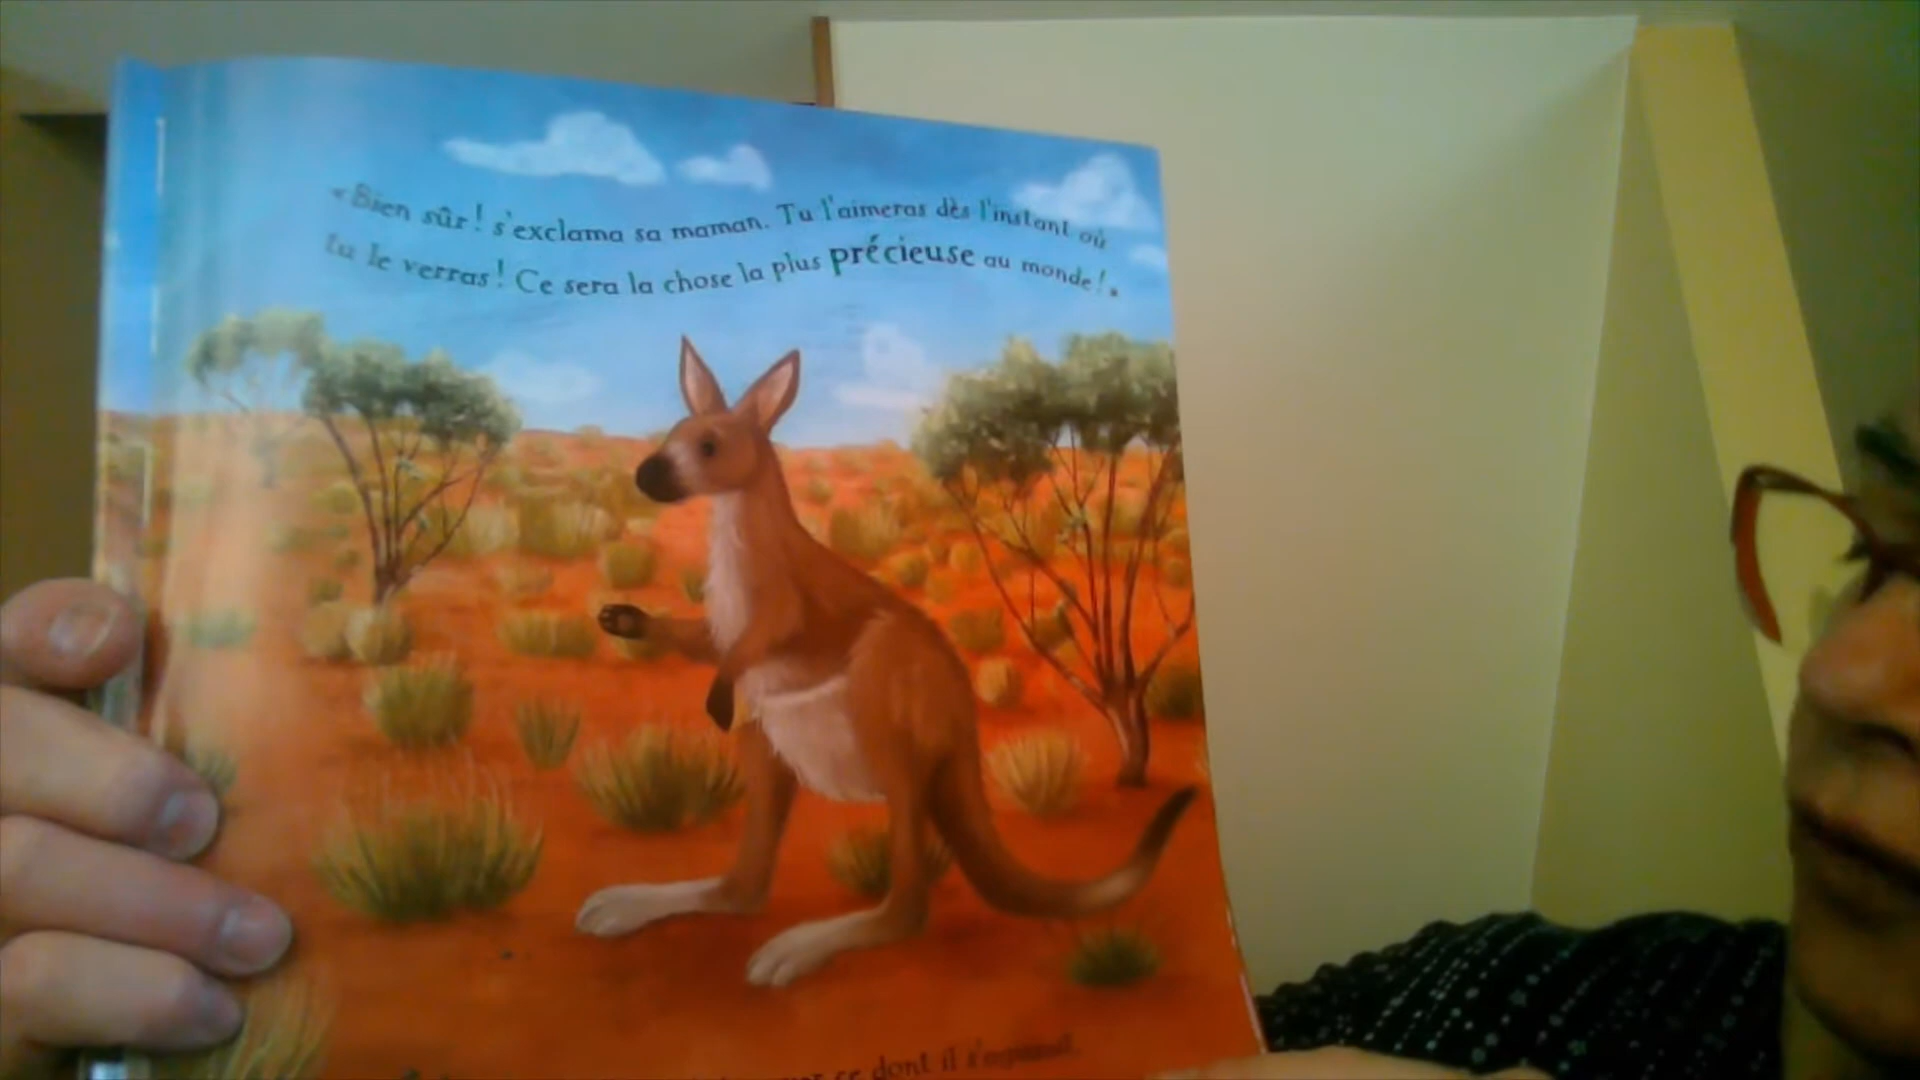 « Bien sûr ! s'exclama sa maman. Tu l'aimeras dès l'instant où
tu le verras ! Ce sera la chose la plus précieuse au monde ! »
ce dont il s'agissait.